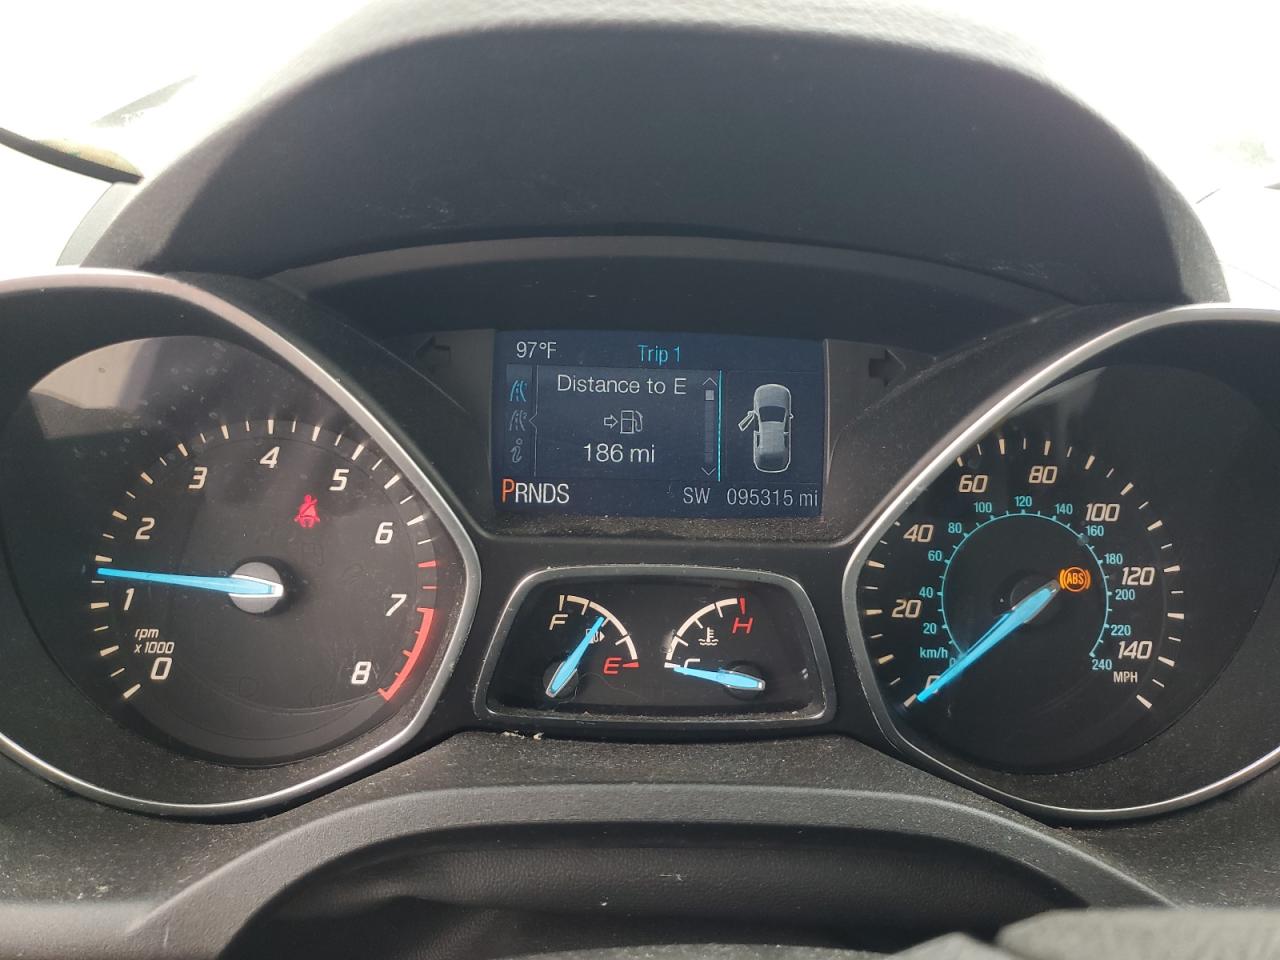 97°F Trip 1
Distance to E
186 mi
PRNDS SW 095315 mi
0 1 2 3 4 5 6 7 8
rpm
x1000
F E
C H
0 20 40 60 80 100 120 140
MPH
20 40 60 80 100 120 140 160 180 200 220 240
km/h
ABS